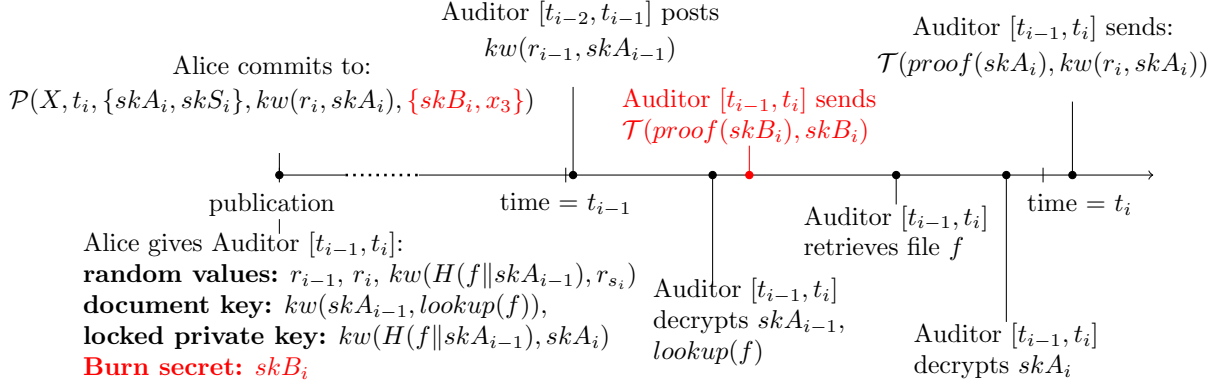 Auditor [t_{i−2}, t_{i−1}] posts
kw(r_{i−1}, skA_{i−1})
Auditor [t_{i−1}, t_i] sends:
𝒯(proof(skA_i), kw(r_i, skA_i))
Alice commits to:
𝒫(X, t_i, {skA_i, skS_i}, kw(r_i, skA_i), {skB_i, x_3})
Auditor [t_{i−1}, t_i] sends
𝒯(proof(skB_i), skB_i)
publication
time = t_{i−1}
time = t_i
Alice gives Auditor [t_{i−1}, t_i]:
random values: r_{i−1}, r_i, kw(H(f‖skA_{i−1}), r_{s_i})
document key: kw(skA_{i−1}, lookup(f)),
locked private key: kw(H(f‖skA_{i−1}), skA_i)
Burn secret: skB_i
Auditor [t_{i−1}, t_i]
decrypts skA_{i−1},
lookup(f)
Auditor [t_{i−1}, t_i]
retrieves file f
Auditor [t_{i−1}, t_i]
decrypts skA_i